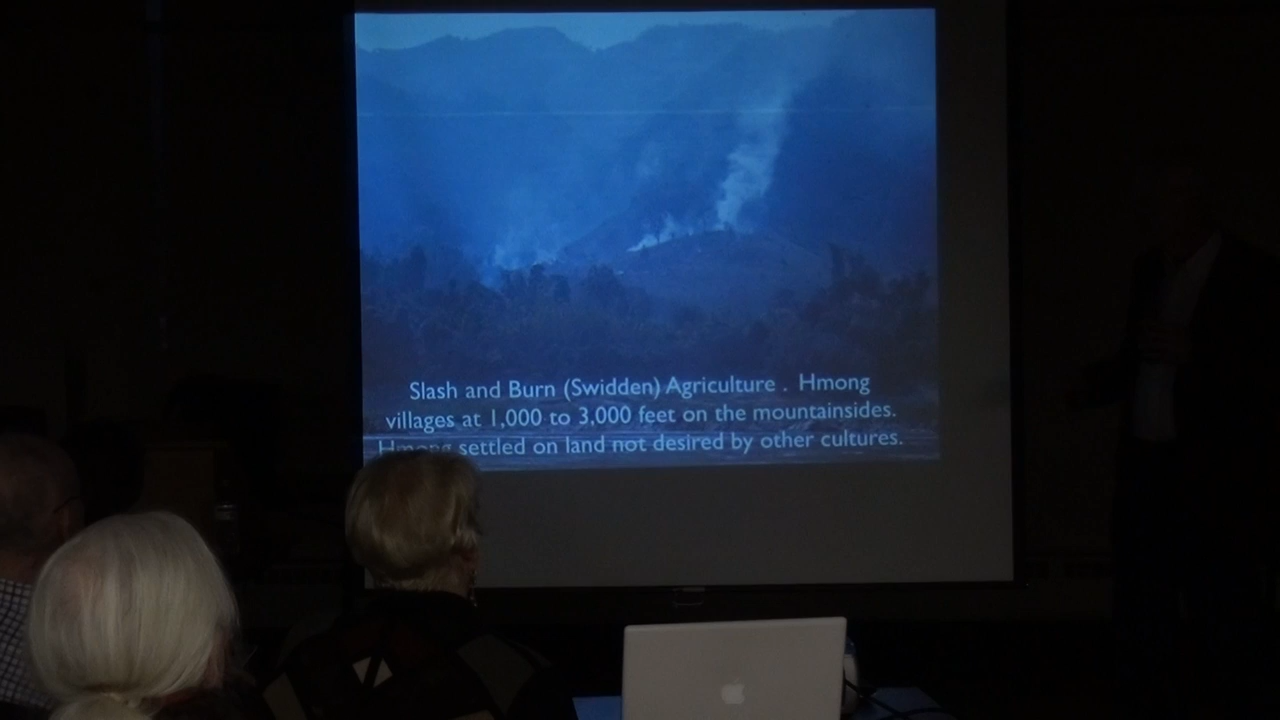 Slash and Burn (Swidden) Agriculture . Hmong
villages at 1,000 to 3,000 feet on the mountainsides.
Hmong settled on land not desired by other cultures.